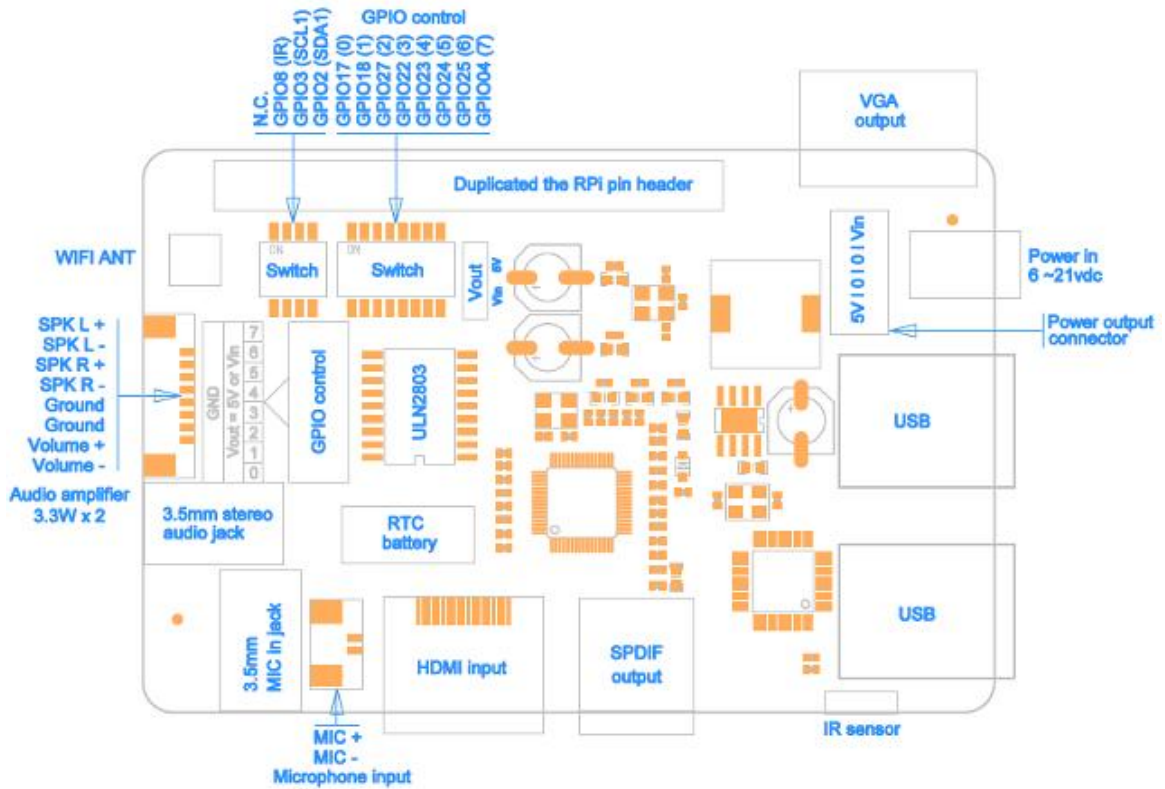 GPIO control
N.C.
GPIO8 (IR)
GPIO3 (SCL1)
GPIO2 (SDA1)
GPIO17 (0)
GPIO18 (1)
GPIO27 (2)
GPIO22 (3)
GPIO23 (4)
GPIO24 (5)
GPIO25 (6)
GPIO04 (7)
VGA
output
Duplicated the RPi pin header
WIFI ANT
ON
Switch
ON
Switch
Vout
Vin 5V
5V | 0 | 0 | 0 | Vin
Power in
6 ~21vdc
Power output
connector
SPK L +
SPK L -
SPK R +
SPK R -
Ground
Ground
Volume +
Volume -
Audio amplifier
3.3W x 2
GND
Vout = 5V or Vin
7
6
5
4
3
2
1
0
GPIO control
ULN2803
USB
3.5mm stereo
audio jack
RTC
battery
3.5mm
MIC in jack
HDMI input
SPDIF
output
USB
MIC +
MIC -
Microphone input
IR sensor